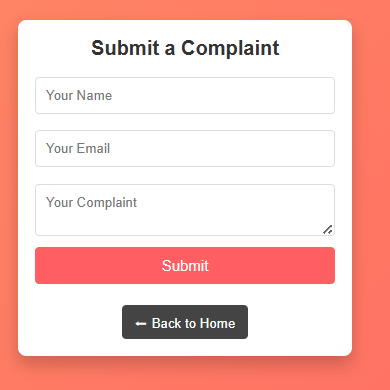 Submit a Complaint
Your Name
Your Email
Your Complaint
Submit
← Back to Home